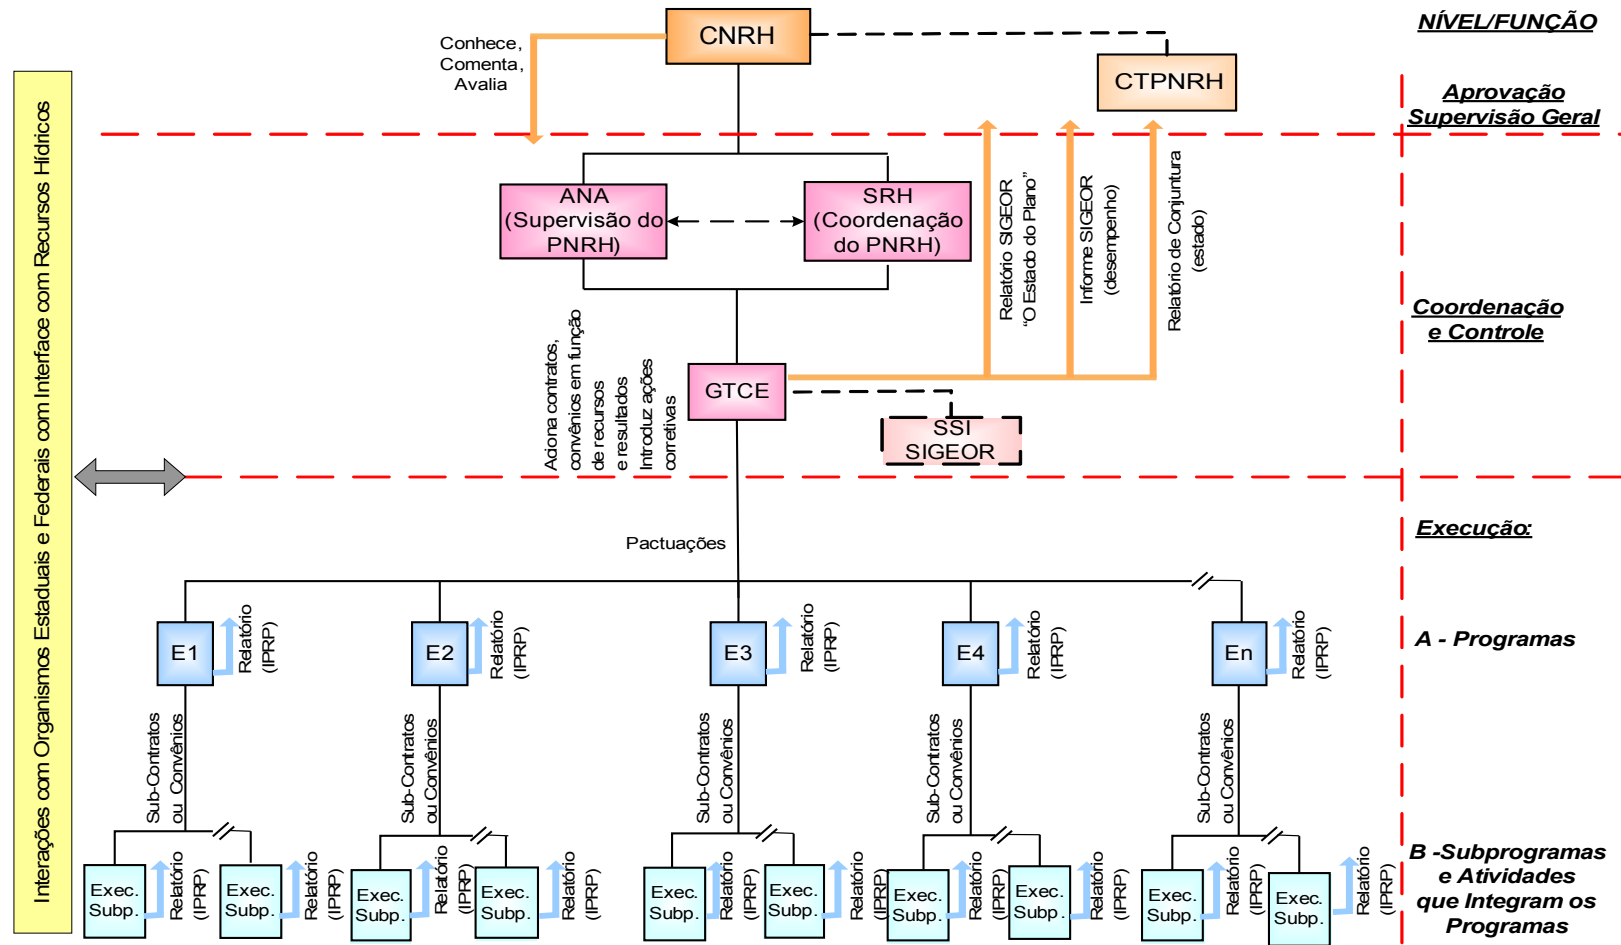 CNRH
NÍVEL/FUNÇÃO
Conhece,
Comenta,
Avalia
CTPNRH
Aprovação
Supervisão Geral
Interações com Organismos Estaduais e Federais com Interface com Recursos Hídricos
ANA
(Supervisão do
PNRH)
SRH
(Coordenação
do PNRH)
Relatório SIGEOR
“O Estado do Plano”
Informe SIGEOR
(desempenho)
Relatório de Conjuntura
(estado)
Coordenação
e Controle
Adiciona contratos,
convênios em função
de recursos
e resultados
Introduz ações
corretivas
GTCE
SSI
SIGEOR
Execução:
Pactuações
E1
Relatório
(IPRP)
E2
Relatório
(IPRP)
E3
Relatório
(IPRP)
E4
Relatório
(IPRP)
En
Relatório
(IPRP)
A - Programas
Sub-Contratos
ou Convênios
Sub-Contratos
ou Convênios
Sub-Contratos
ou Convênios
Sub-Contratos
ou Convênios
Sub-Contratos
ou Convênios
Exec.
Subp.
Relatório
(IPRP)
Exec.
Subp.
Relatório
(IPRP)
Exec.
Subp.
Relatório
(IPRP)
Exec.
Subp.
Relatório
(IPRP)
Exec.
Subp.
Relatório
(IPRP)
Exec.
Subp.
Relatório
(IPRP)
Exec.
Subp.
Relatório
(IPRP)
Exec.
Subp.
Relatório
(IPRP)
Exec.
Subp.
Relatório
(IPRP)
Exec.
Subp.
Relatório
(IPRP)
B -Subprogramas
e Atividades
que Integram os
Programas